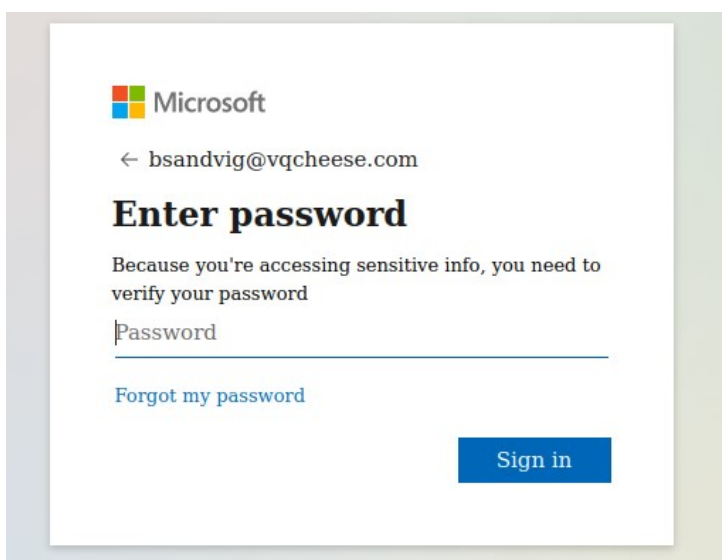 Microsoft
← bsandvig@vqcheese.com
Enter password
Because you're accessing sensitive info, you need to
verify your password
Password
Forgot my password
Sign in